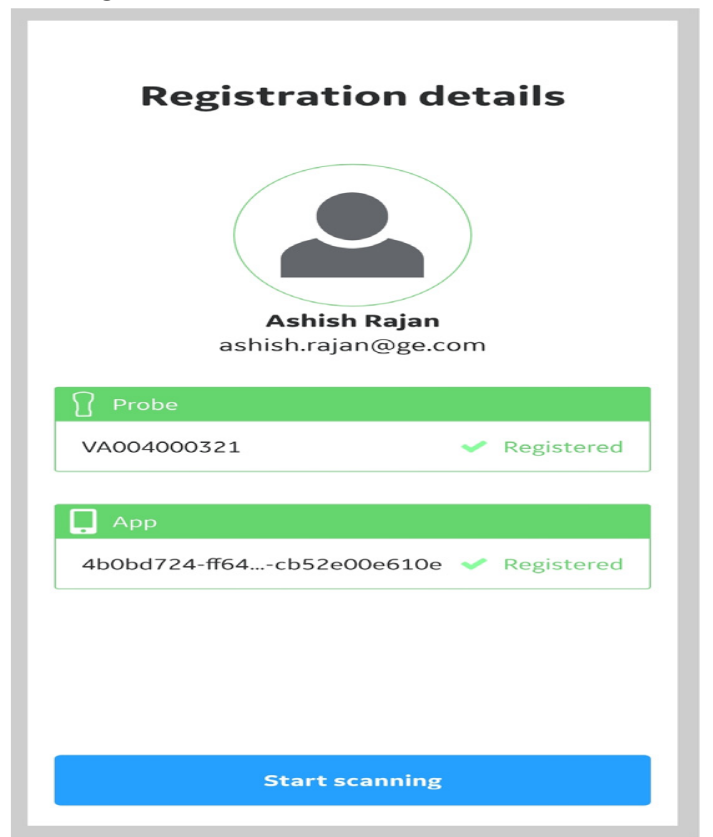 Registration details
Ashish Rajan
ashish.rajan@ge.com
Probe
VA004000321 Registered
App
4b0bd724-ff64...-cb52e00e610e Registered
Start scanning